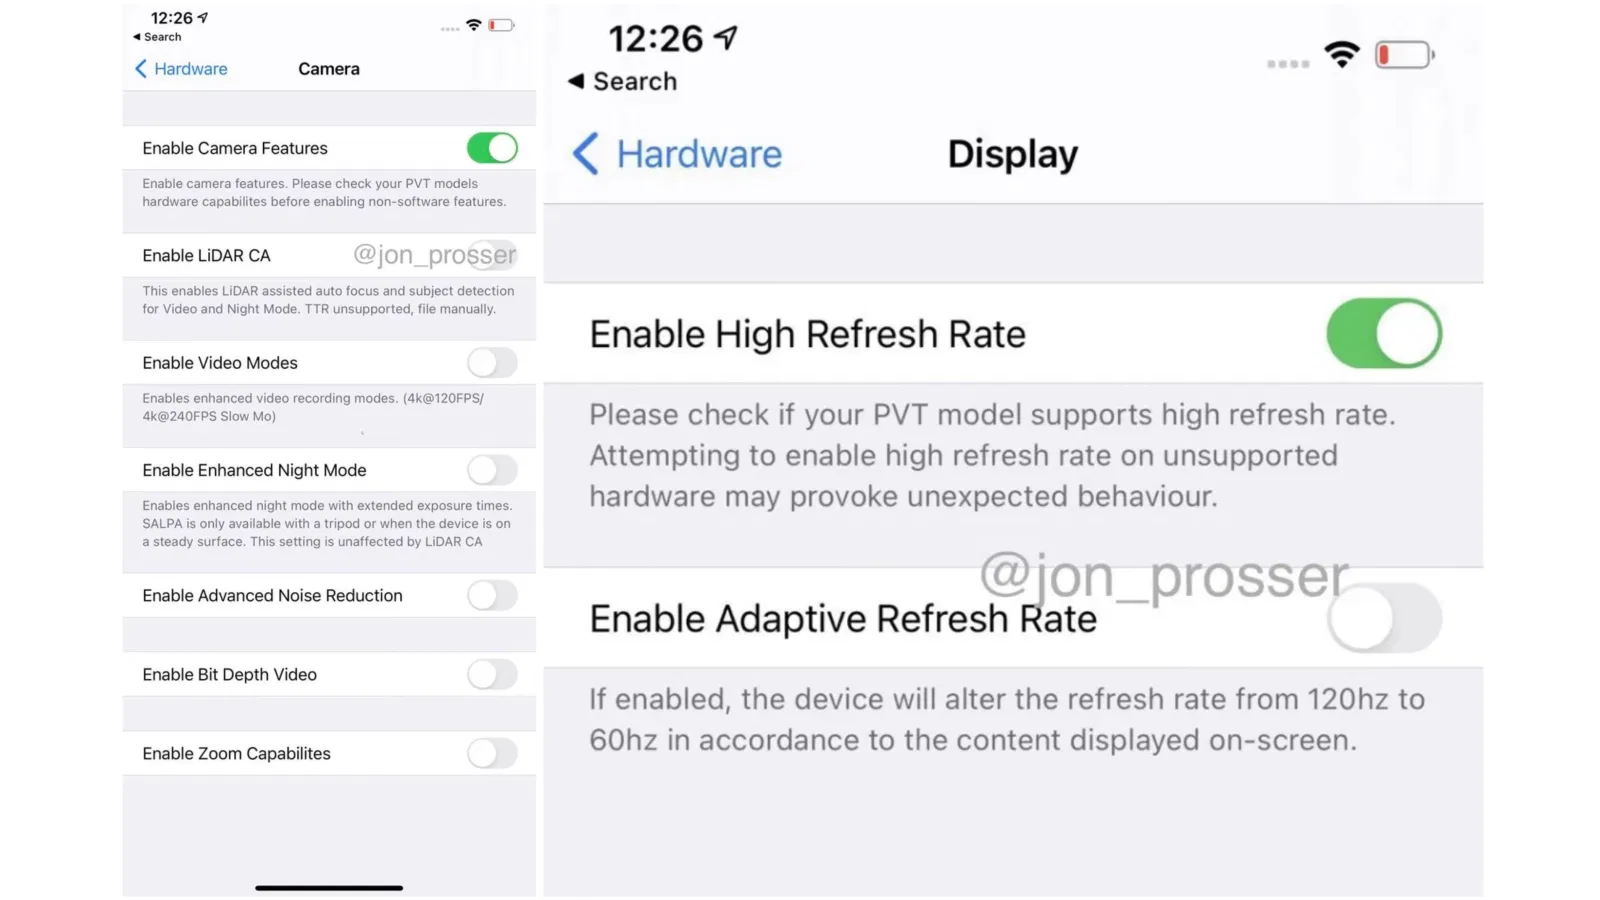 12:26
Search
Hardware
Camera
Enable Camera Features
Enable camera features. Please check your PVT models
hardware capabilites before enabling non-software features.
Enable LiDAR CA
@jon_prosser
This enables LiDAR assisted auto focus and subject detection
for Video and Night Mode. TTR unsupported, file manually.
Enable Video Modes
Enables enhanced video recording modes. (4k@120FPS/
4k@240FPS Slow Mo)
Enable Enhanced Night Mode
Enables enhanced night mode with extended exposure times.
SALPA is only available with a tripod or when the device is on
a steady surface. This setting is unaffected by LiDAR CA
Enable Advanced Noise Reduction
Enable Bit Depth Video
Enable Zoom Capabilites
12:26
Search
Hardware
Display
Enable High Refresh Rate
Please check if your PVT model supports high refresh rate.
Attempting to enable high refresh rate on unsupported
hardware may provoke unexpected behaviour.
@jon_prosser
Enable Adaptive Refresh Rate
If enabled, the device will alter the refresh rate from 120hz to
60hz in accordance to the content displayed on-screen.